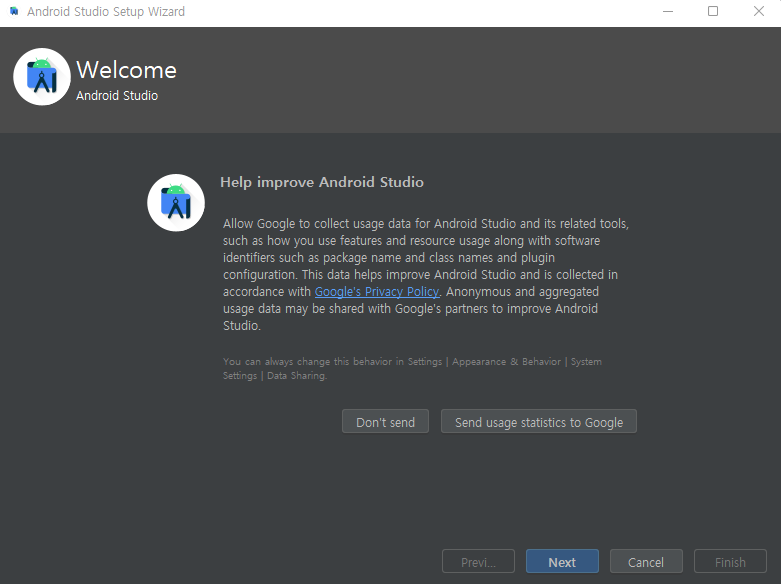 Android Studio Setup Wizard
Welcome
Android Studio
Help improve Android Studio
Allow Google to collect usage data for Android Studio and its related tools,
such as how you use features and resource usage along with software
identifiers such as package name and class names and plugin
configuration. This data helps improve Android Studio and is collected in
accordance with Google's Privacy Policy. Anonymous and aggregated
usage data may be shared with Google's partners to improve Android
Studio.
You can always change this behavior in Settings | Appearance & Behavior | System
Settings | Data Sharing.
Don't send Send usage statistics to Google
Previ... Next Cancel Finish